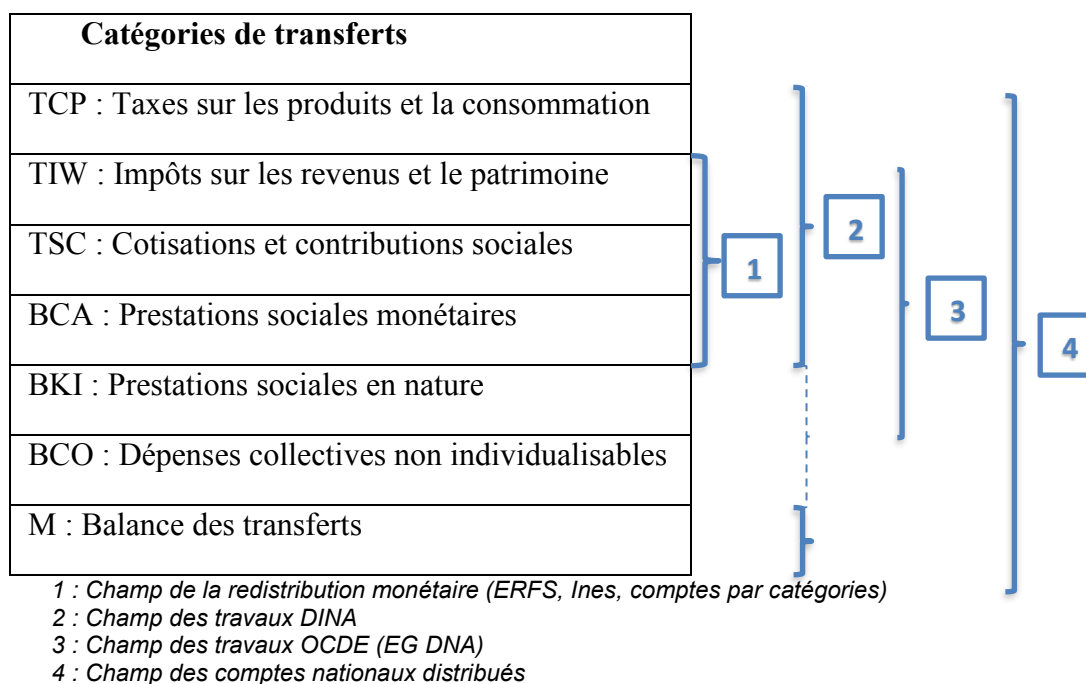 Catégories de transferts
TCP : Taxes sur les produits et la consommation
TIW : Impôts sur les revenus et le patrimoine
TSC : Cotisations et contributions sociales
BCA : Prestations sociales monétaires
BKI : Prestations sociales en nature
BCO : Dépenses collectives non individualisables
M : Balance des transferts
1
2
3
4
1 : Champ de la redistribution monétaire (ERFS, Ines, comptes par catégories)
2 : Champ des travaux DINA
3 : Champ des travaux OCDE (EG DNA)
4 : Champ des comptes nationaux distribués